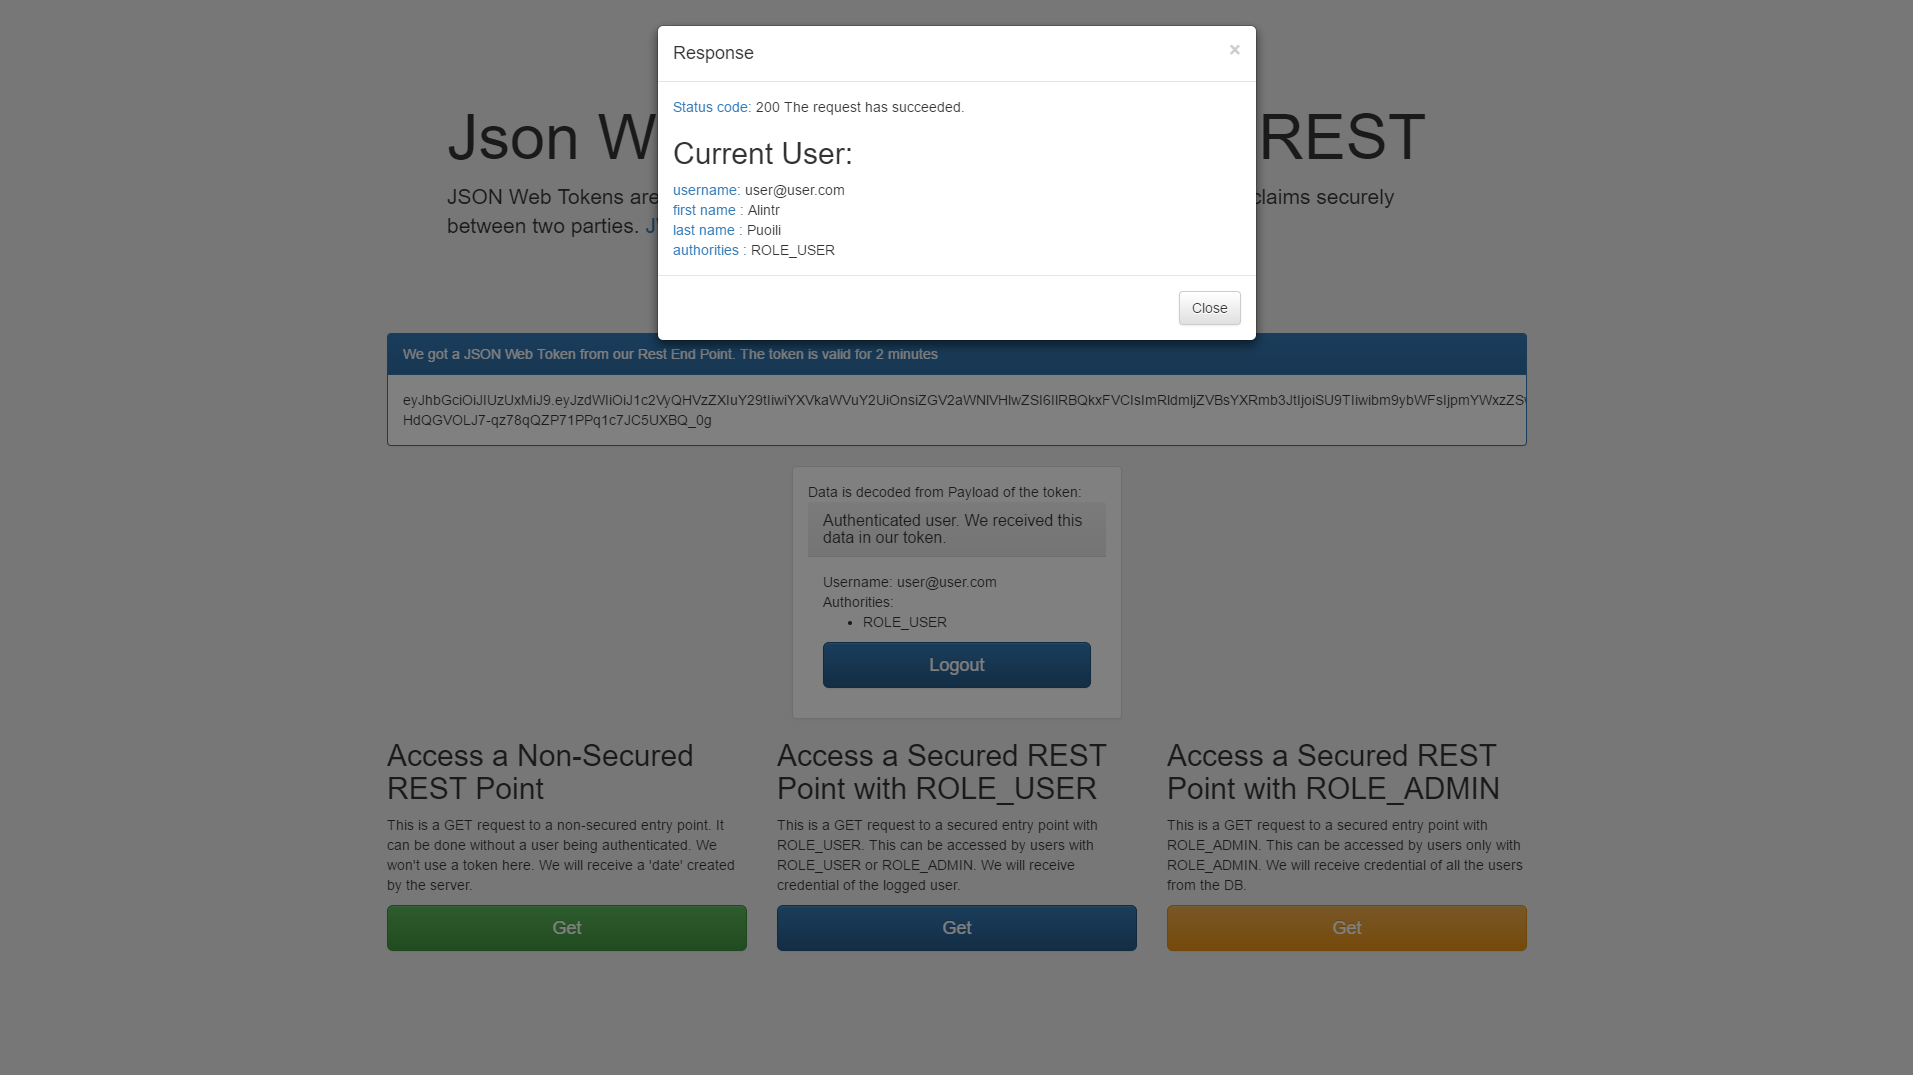 Response ×
Status code: 200 The request has succeeded.
Current User:
username: user@user.com
first name : Alintr
last name : Puoili
authorities : ROLE_USER
Close
Json W REST
JSON Web Tokens are claims securely
between two parties.
We got a JSON Web Token from our Rest End Point. The token is valid for 2 minutes
HdQGVOLJ7-qz78qQZP71PPq1c7JC5UXBQ_0g
Data is decoded from Payload of the token:
Authenticated user. We received this
data in our token.
Username: user@user.com
Authorities:
• ROLE_USER
Logout
Access a Non-Secured
REST Point
This is a GET request to a non-secured entry point. It
can be done without a user being authenticated. We
won't use a token here. We will receive a 'date' created
by the server.
Get
Access a Secured REST
Point with ROLE_USER
This is a GET request to a secured entry point with
ROLE_USER. This can be accessed by users with
ROLE_USER or ROLE_ADMIN. We will receive
credential of the logged user.
Get
Access a Secured REST
Point with ROLE_ADMIN
This is a GET request to a secured entry point with
ROLE_ADMIN. This can be accessed by users only with
ROLE_ADMIN. We will receive credential of all the users
from the DB.
Get